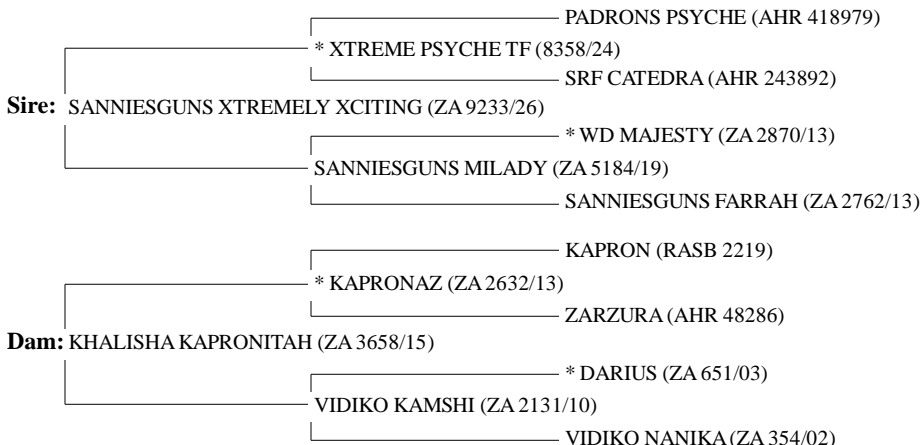 PADRONS PSYCHE (AHR 418979)
* XTREME PSYCHE TF (8358/24)
SRF CATEDRA (AHR 243892)
Sire: SANNIESGUNS XTREMELY XCITING (ZA 9233/26)
* WD MAJESTY (ZA 2870/13)
SANNIESGUNS MILADY (ZA 5184/19)
SANNIESGUNS FARRAH (ZA 2762/13)
KAPRON (RASB 2219)
* KAPRONAZ (ZA 2632/13)
ZARZURA (AHR 48286)
Dam: KHALISHA KAPRONITAH (ZA 3658/15)
* DARIUS (ZA 651/03)
VIDIKO KAMSHI (ZA 2131/10)
VIDIKO NANIKA (ZA 354/02)